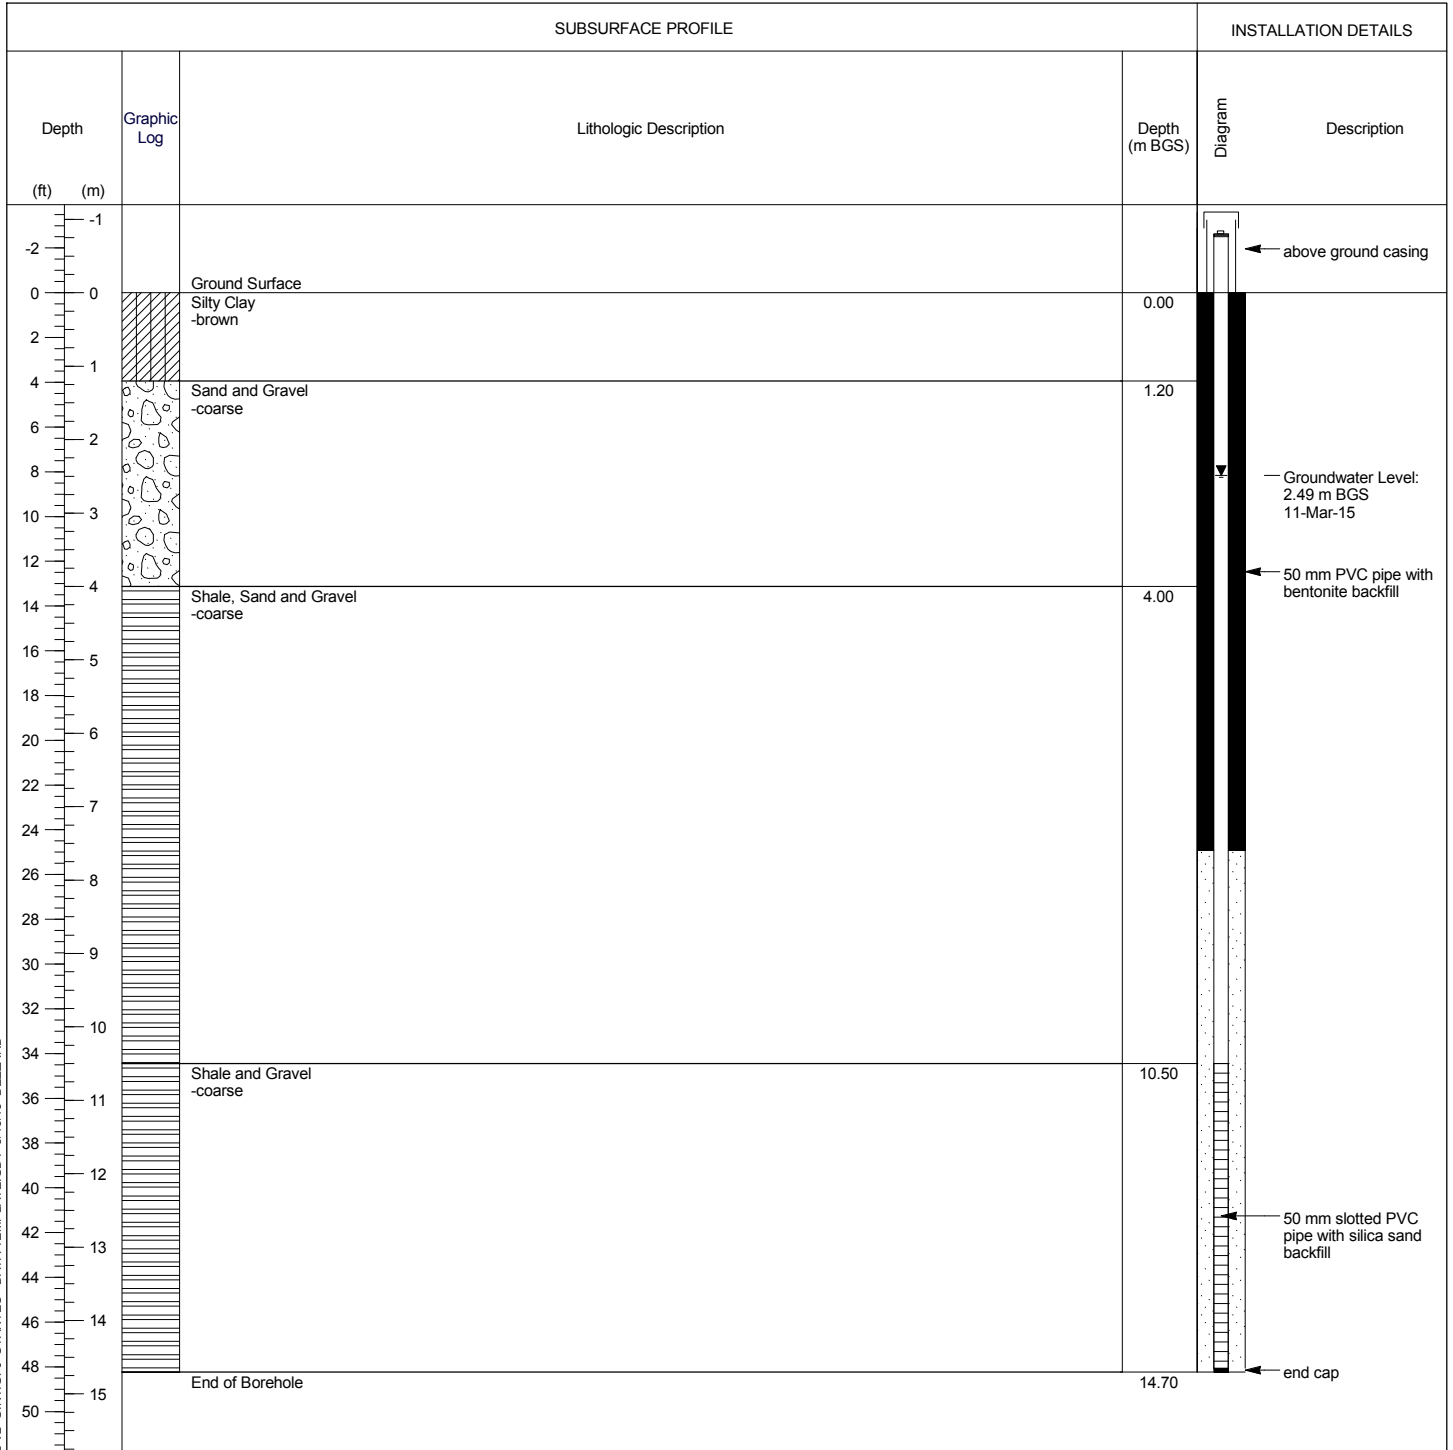 SUBSURFACE PROFILE
INSTALLATION DETAILS
Depth
Graphic
Log
Lithologic Description
Depth
(m BGS)
Diagram
Description
(ft) (m)
-1
-2
above ground casing
Ground Surface
0 0
Silty Clay
-brown
0.00
2
1
4
Sand and Gravel
-coarse
1.20
6
2
8
Groundwater Level:
2.49 m BGS
11-Mar-15
10
3
12
50 mm PVC pipe with
bentonite backfill
4
Shale, Sand and Gravel
-coarse
4.00
14
16
5
18
6
20
22
7
24
26
8
28
9
30
32
10
34
Shale and Gravel
-coarse
10.50
36
11
38
12
40
42
50 mm slotted PVC
pipe with silica sand
backfill
13
44
46
14
48
end cap
End of Borehole
14.70
15
50